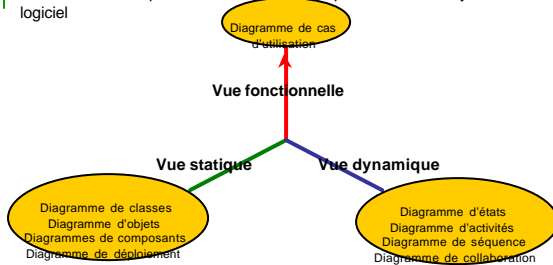 logiciel
Diagramme de cas
d'utilisation
Vue fonctionnelle
Vue statique
Vue dynamique
Diagramme de classes
Diagramme d'objets
Diagrammes de composants
Diagramme de déploiement
Diagramme d'états
Diagramme d'activités
Diagramme de séquence
Diagramme de collaboration